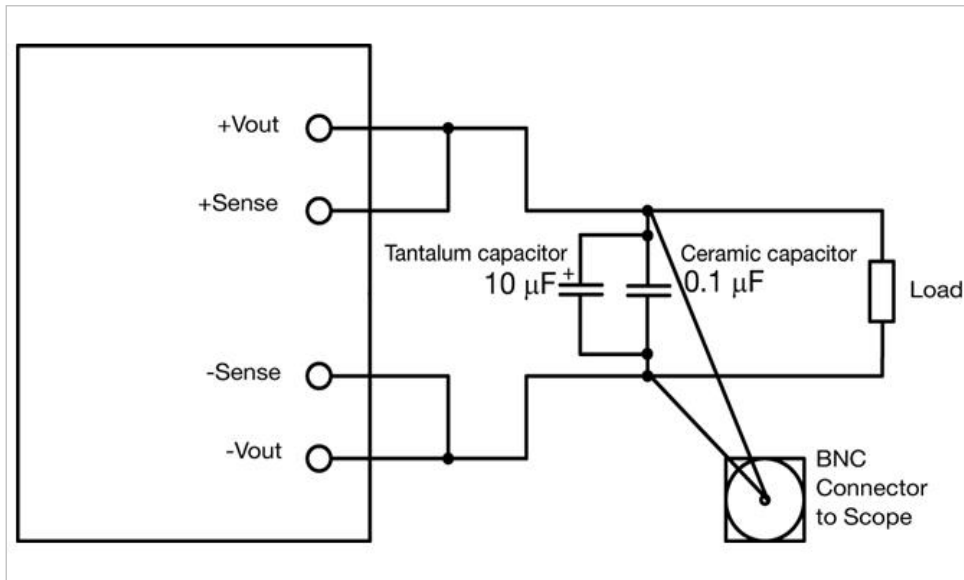 +Vout
+Sense
Tantalum capacitor
10 μF
+
Ceramic capacitor
0.1 μF
Load
-Sense
-Vout
BNC
Connector
to Scope